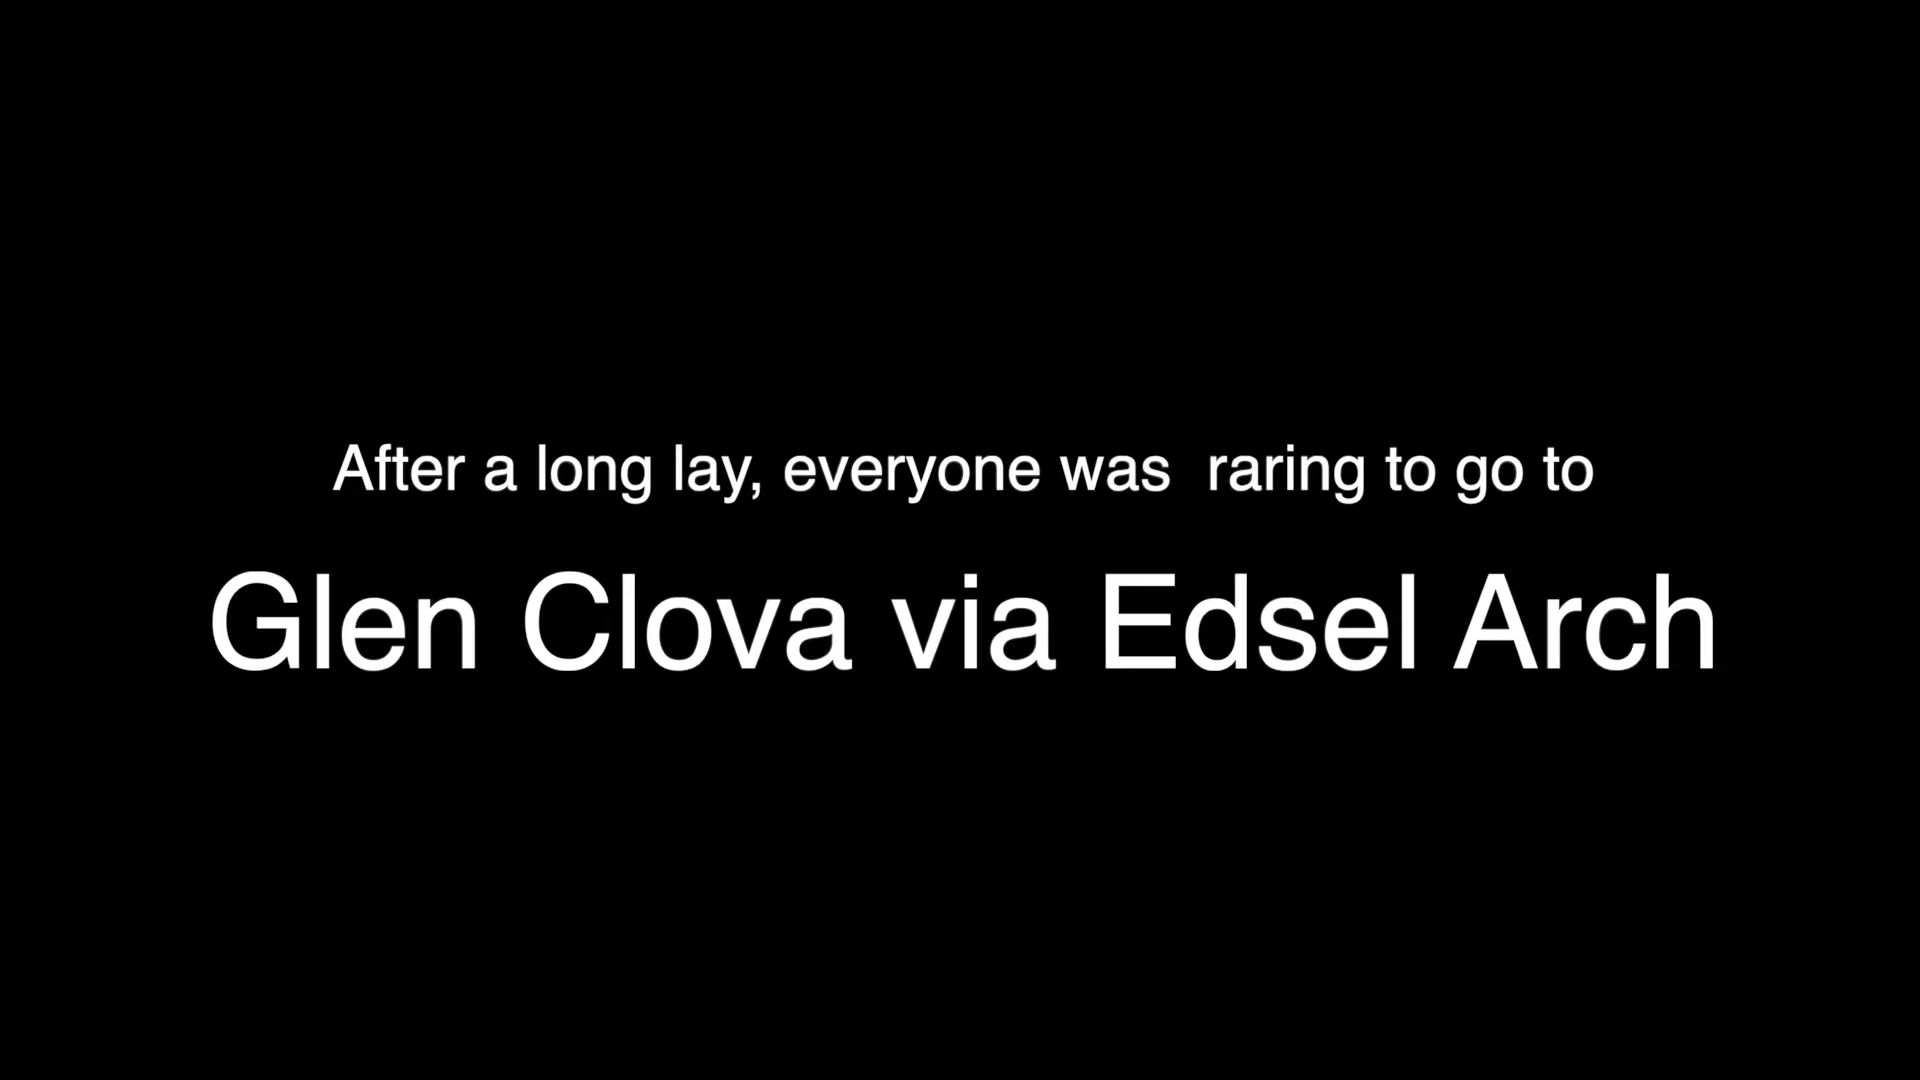 After a long lay, everyone was  raring to go to
Glen Clova via Edsel Arch